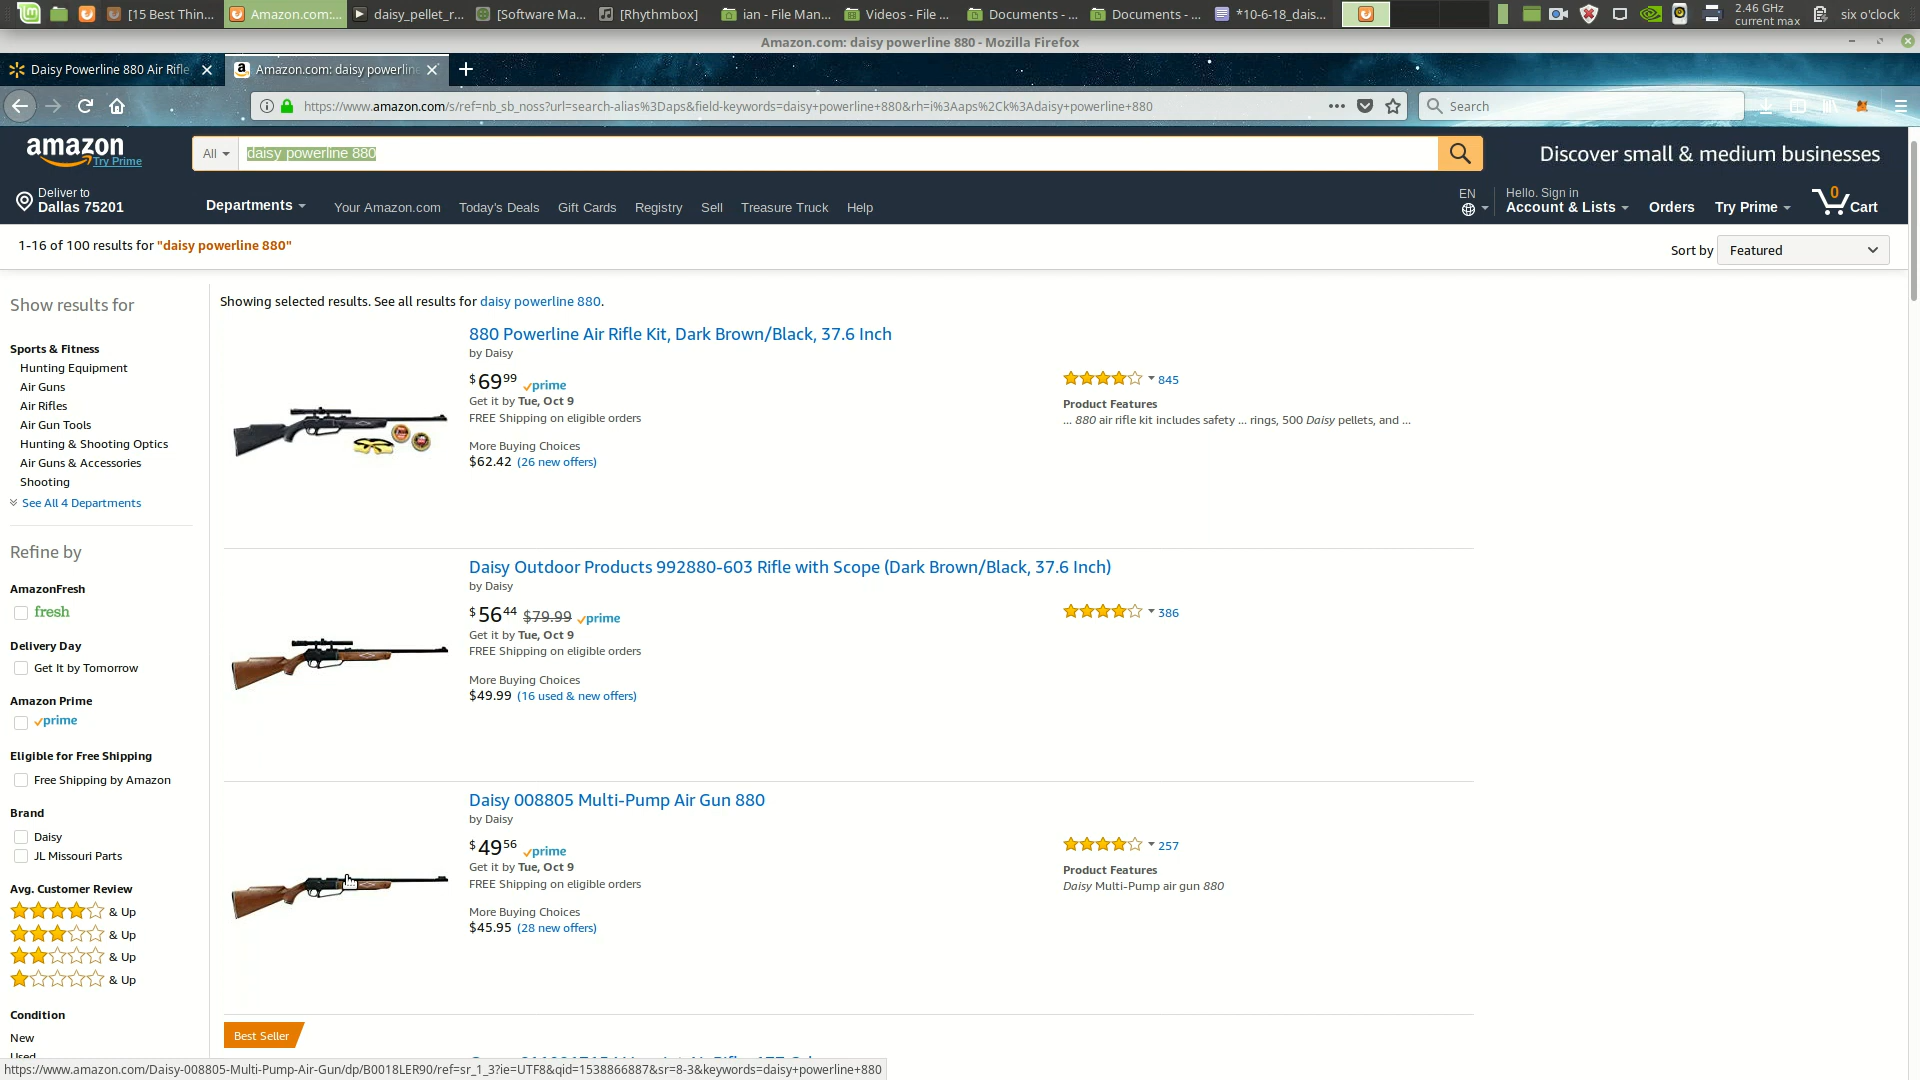 [15 Best Thin...
Amazon.com:...
daisy_pellet_r...
[Software Ma...
[Rhythmbox]
ian - File Man...
Videos - File ...
Documents - ...
Documents - ...
*10-6-18_dais...
2.46 GHz
current max
six o'clock
Amazon.com: daisy powerline 880 - Mozilla Firefox
Daisy Powerline 880 Air Rifle
Amazon.com: daisy powerline
https://www.amazon.com/s/ref=nb_sb_noss?url=search-alias%3Daps&field-keywords=daisy+powerline+880&rh=i%3Aaps%2Ck%3Adaisy+powerline+880
Search
amazon
Try Prime
All
daisy powerline 880
Discover small & medium businesses
Deliver to
Dallas 75201
Departments
Your Amazon.com
Today's Deals
Gift Cards
Registry
Sell
Treasure Truck
Help
EN
Hello. Sign in
Account & Lists
Orders
Try Prime
0
Cart
1-16 of 100 results for "daisy powerline 880"
Sort by
Featured
Show results for
Sports & Fitness
Hunting Equipment
Air Guns
Air Rifles
Air Gun Tools
Hunting & Shooting Optics
Air Guns & Accessories
Shooting
See All 4 Departments
Refine by
AmazonFresh
fresh
Delivery Day
Get It by Tomorrow
Amazon Prime
prime
Eligible for Free Shipping
Free Shipping by Amazon
Brand
Daisy
JL Missouri Parts
Avg. Customer Review
& Up
& Up
& Up
& Up
Condition
New
Used
Showing selected results. See all results for daisy powerline 880.
880 Powerline Air Rifle Kit, Dark Brown/Black, 37.6 Inch
by Daisy
$69 99 prime
Get it by Tue, Oct 9
FREE Shipping on eligible orders
More Buying Choices
$62.42 (26 new offers)
845
Product Features
... 880 air rifle kit includes safety ... rings, 500 Daisy pellets, and ...
Daisy Outdoor Products 992880-603 Rifle with Scope (Dark Brown/Black, 37.6 Inch)
by Daisy
$56 44 $79.99 prime
Get it by Tue, Oct 9
FREE Shipping on eligible orders
More Buying Choices
$49.99 (16 used & new offers)
386
Daisy 008805 Multi-Pump Air Gun 880
by Daisy
$49 56 prime
Get it by Tue, Oct 9
FREE Shipping on eligible orders
More Buying Choices
$45.95 (28 new offers)
257
Product Features
Daisy Multi-Pump air gun 880
Best Seller
https://www.amazon.com/Daisy-008805-Multi-Pump-Air-Gun/dp/B0018LER90/ref=sr_1_3?ie=UTF8&qid=1538866887&sr=8-3&keywords=daisy+powerline+880